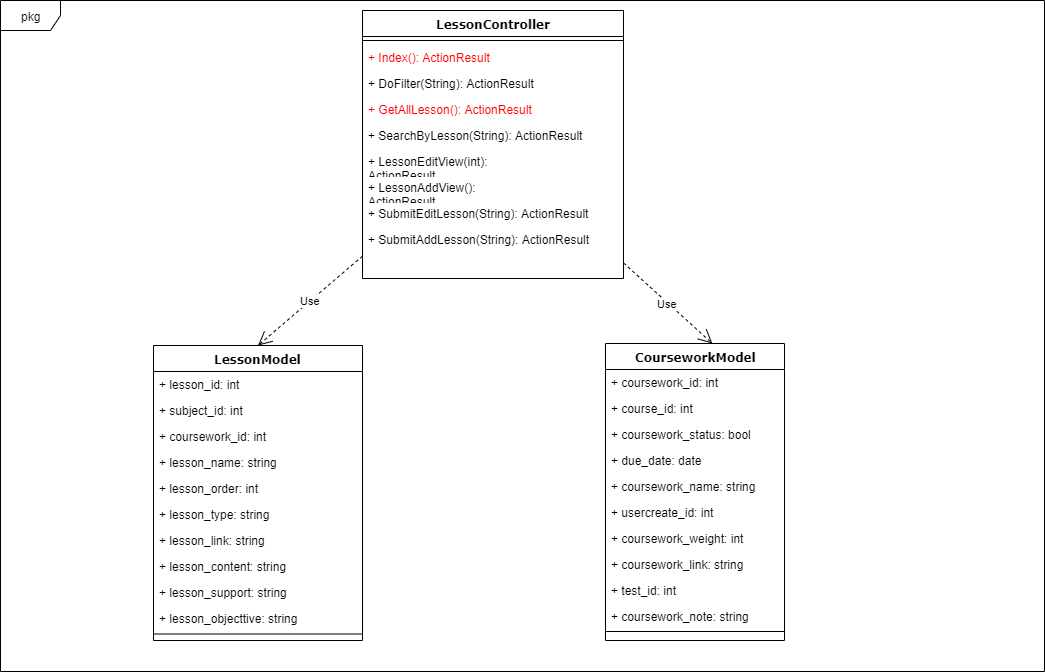 pkg
LessonController
+ Index(): ActionResult
+ DoFilter(String): ActionResult
+ GetAllLesson(): ActionResult
+ SearchByLesson(String): ActionResult
+ LessonEditView(int):
ActionResult
+ LessonAddView():
ActionResult
+ SubmitEditLesson(String): ActionResult
+ SubmitAddLesson(String): ActionResult
Use
Use
LessonModel
+ lesson_id: int
+ subject_id: int
+ coursework_id: int
+ lesson_name: string
+ lesson_order: int
+ lesson_type: string
+ lesson_link: string
+ lesson_content: string
+ lesson_support: string
+ lesson_objecttive: string
CourseworkModel
+ coursework_id: int
+ course_id: int
+ coursework_status: bool
+ due_date: date
+ coursework_name: string
+ usercreate_id: int
+ coursework_weight: int
+ coursework_link: string
+ test_id: int
+ coursework_note: string